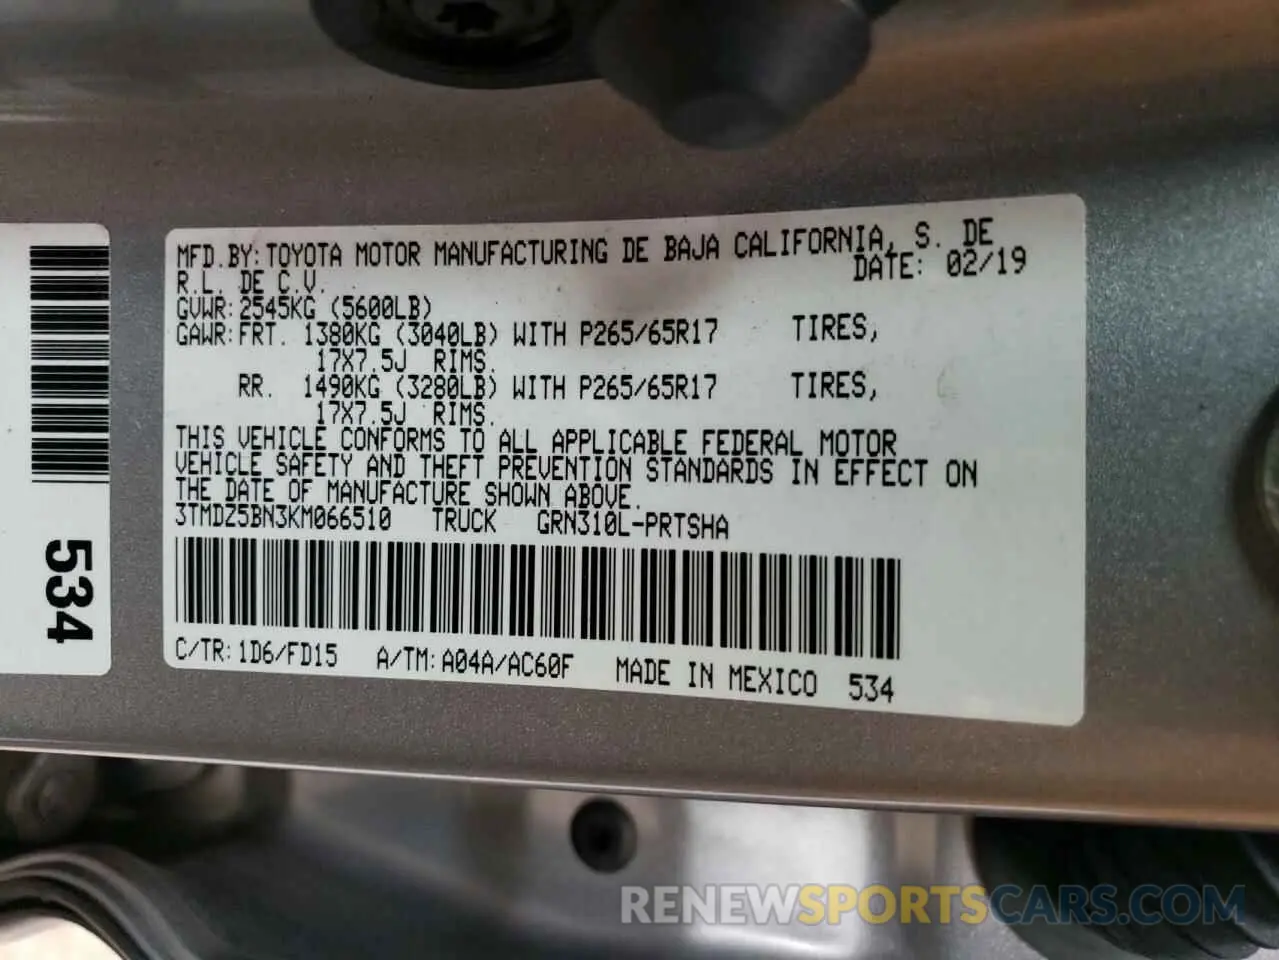 MFD.BY:TOYOTA MOTOR MANUFACTURING DE BAJA CALIFORNIA, S. DE
R.L. DE C.V. DATE: 02/19
GVWR:2545KG (5600LB)
GAWR:FRT. 1380KG (3040LB) WITH P265/65R17 TIRES,
17X7.5J RIMS.
RR. 1490KG (3280LB) WITH P265/65R17 TIRES,
17X7.5J RIMS.
THIS VEHICLE CONFORMS TO ALL APPLICABLE FEDERAL MOTOR
VEHICLE SAFETY AND THEFT PREVENTION STANDARDS IN EFFECT ON
THE DATE OF MANUFACTURE SHOWN ABOVE.
3TMDZ5BN3KM066510 TRUCK GRN310L-PRTSHA
C/TR:1D6/FD15 A/TM:A04A/AC60F MADE IN MEXICO 534
534
RENEWSPORTSCARS.COM